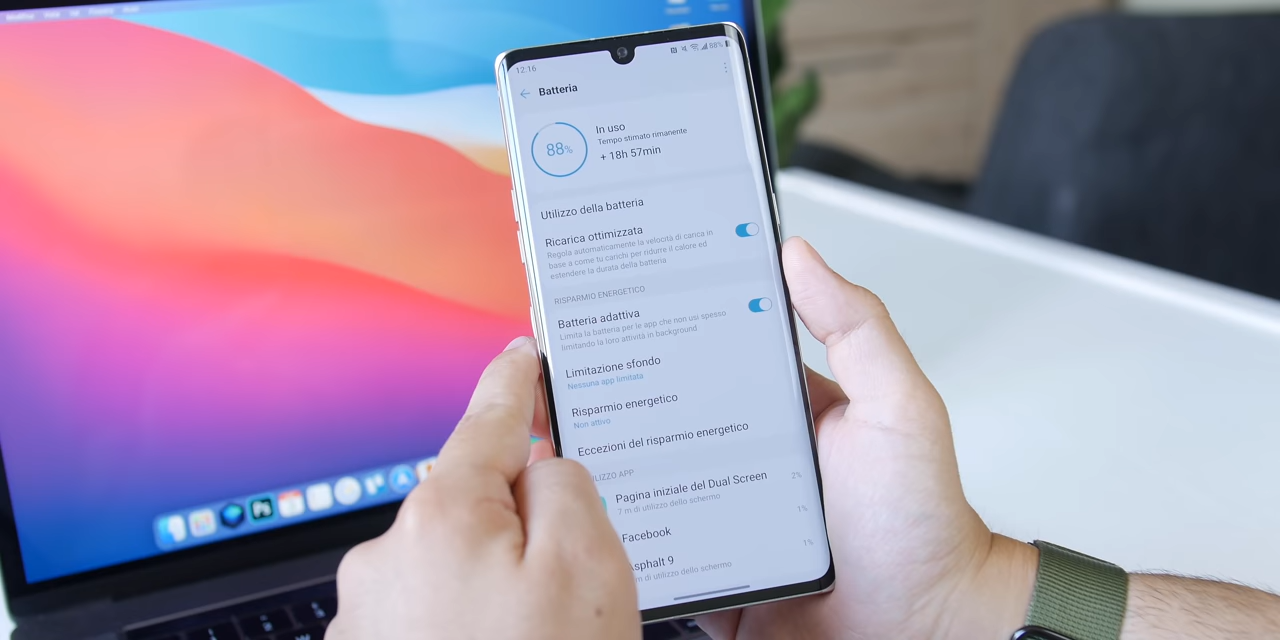 12:16
88%
Batteria
88%
In uso
Tempo stimato rimanente
+ 18h 57min
Utilizzo della batteria
Ricarica ottimizzata
Regola automaticamente la velocità di carica in
base a come tu carichi per ridurre il calore ed
estendere la durata della batteria
RISPARMIO ENERGETICO
Batteria adattiva
Limita la batteria per le app che non usi spesso
limitando la loro attività in background
Limitazione sfondo
Nessuna app limitata
Risparmio energetico
Non attivo
Eccezioni del risparmio energetico
ILIZZO APP
Pagina iniziale del Dual Screen
2%
7 m di utilizzo dello schermo
Facebook
1%
sphalt 9
1%
m di utilizzo dello schermo
Ps